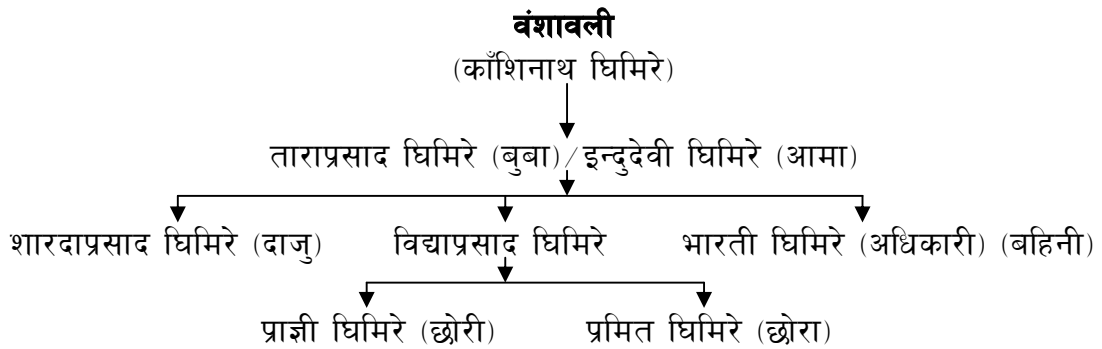 वंशावली
(काँशिनाथ घिमिरे)
ताराप्रसाद घिमिरे (बुबा)/इन्दुदेवी घिमिरे (आमा)
शारदाप्रसाद घिमिरे (दाजु) विद्याप्रसाद घिमिरे भारती घिमिरे (अधिकारी) (बहिनी)
प्राज्ञी घिमिरे (छोरी) प्रमित घिमिरे (छोरा)